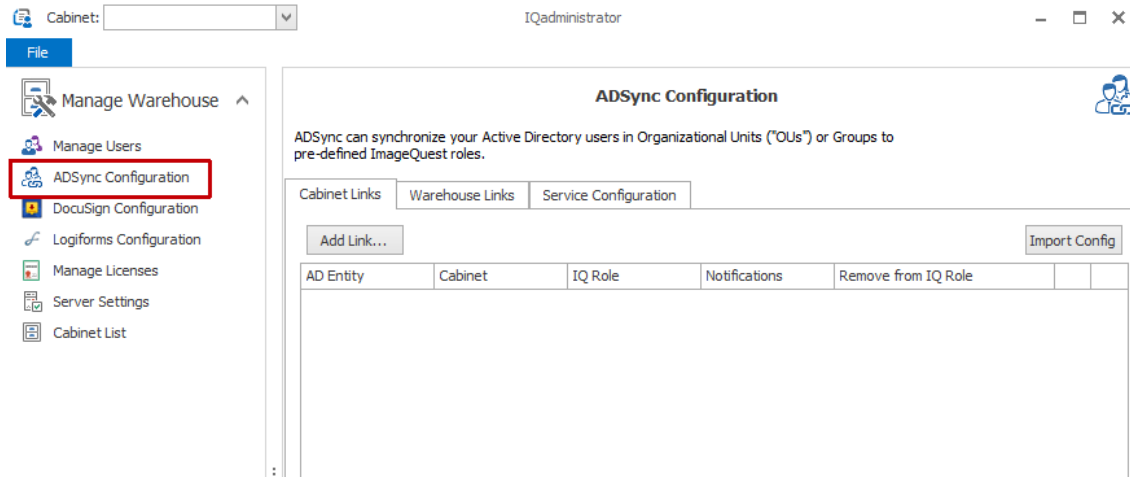 Cabinet:
IQadministrator
File
Manage Warehouse
Manage Users
ADSync Configuration
DocuSign Configuration
Logiforms Configuration
Manage Licenses
Server Settings
Cabinet List
ADSync Configuration
ADSync can synchronize your Active Directory users in Organizational Units ("OUs") or Groups to
pre-defined ImageQuest roles.
Cabinet Links Warehouse Links Service Configuration
Add Link... Import Config
AD Entity Cabinet IQ Role Notifications Remove from IQ Role